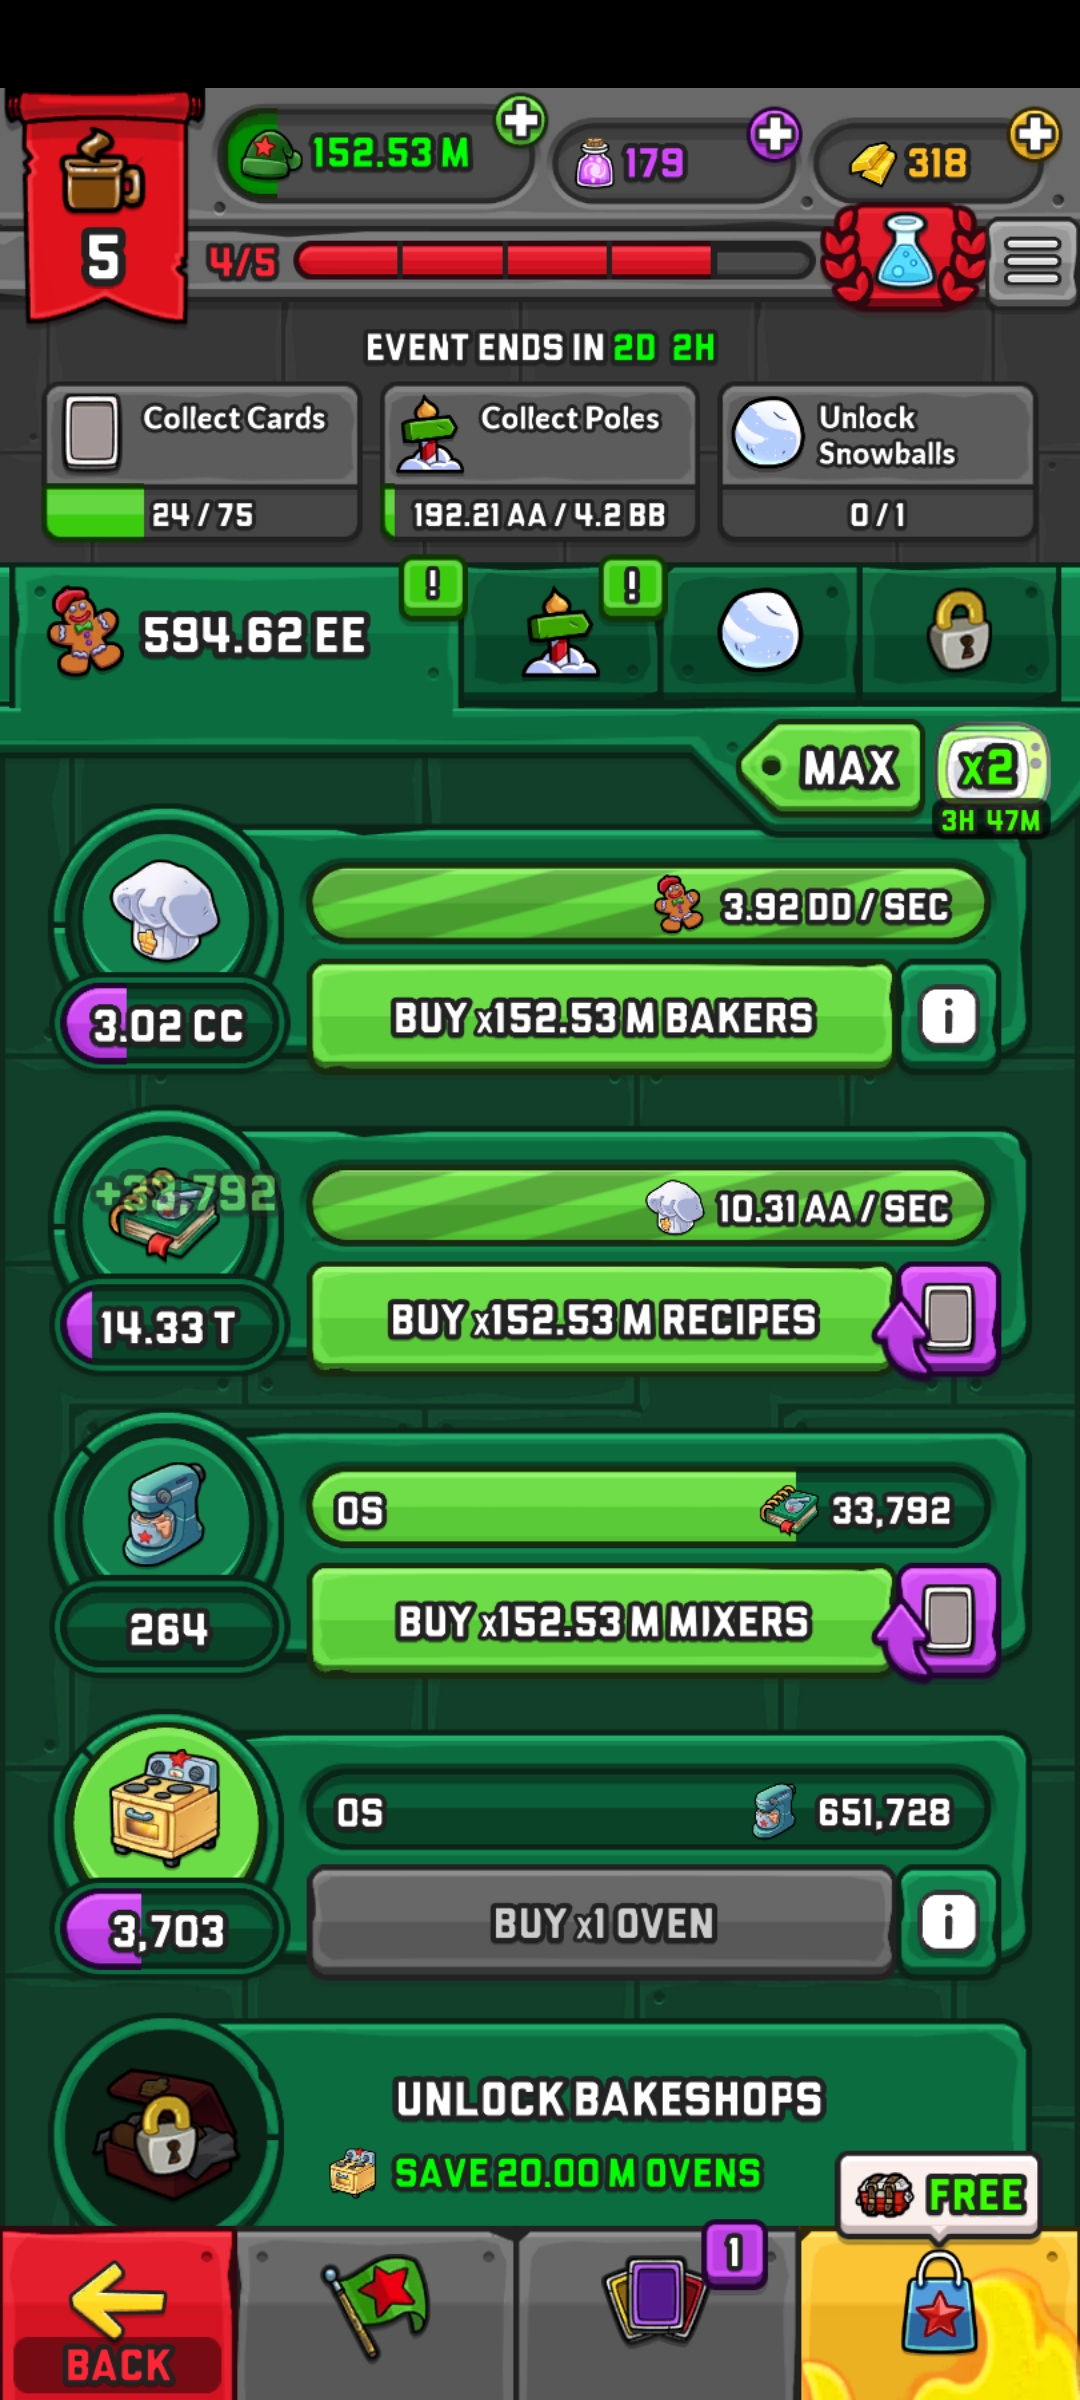 152.53 M
179
318
5
4/5
EVENT ENDS IN 2D 2H
Collect Cards
24 / 75
Collect Poles
192.21 AA / 4.2 BB
Unlock
Snowballs
0 / 1
594.62 EE
!
!
MAX
x2
3H 47M
3.92 DD / SEC
3.02 CC
BUY x152.53 M BAKERS
i
+33,792
10.31 AA / SEC
14.33 T
BUY x152.53 M RECIPES
0S
33,792
264
BUY x152.53 M MIXERS
0S
651,728
3,703
BUY x1 OVEN
i
UNLOCK BAKESHOPS
SAVE 20.00 M OVENS
FREE
BACK
1